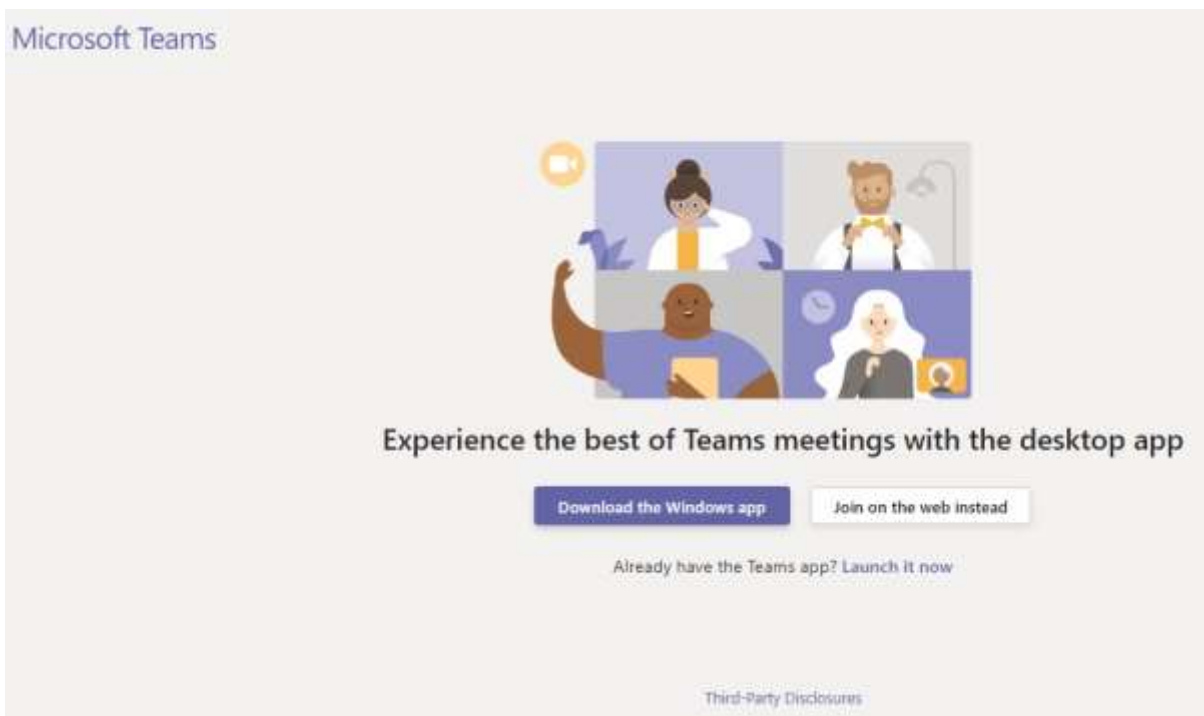 Microsoft Teams
Experience the best of Teams meetings with the desktop app
Download the Windows app
Join on the web instead
Already have the Teams app? Launch it now
Third-Party Disclosures